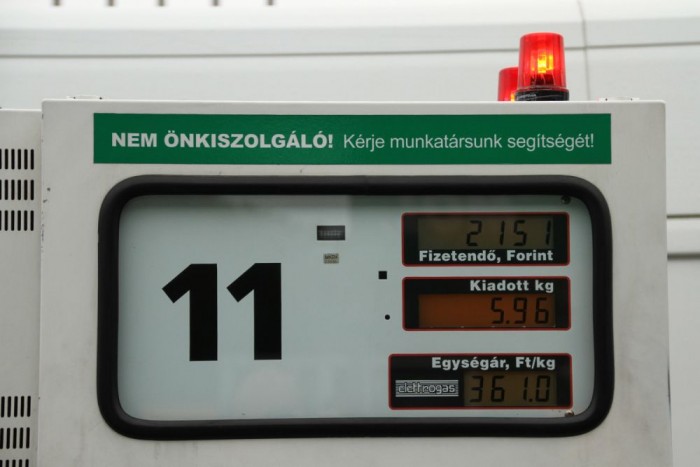 NEM ÖNKISZOLGÁLÓ! Kérje munkatársunk segítségét!
11
2151
Fizetendő, Forint
Kiadott kg
5.96
Egységár, Ft/kg
elettrogas 361.0